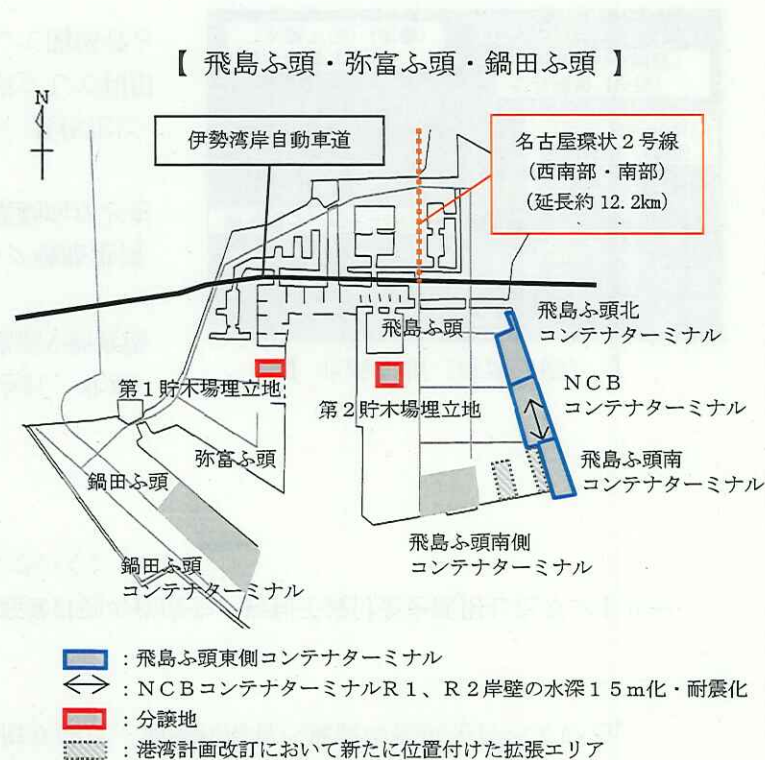 【 飛島ふ頭・弥富ふ頭・鍋田ふ頭 】
N
伊勢湾岸自動車道
名古屋環状2号線
(西南部・南部)
(延長約 12.2km)
飛島ふ頭
飛島ふ頭北
コンテナターミナル
第1貯木場埋立地
第2貯木場埋立地
NCB
コンテナターミナル
弥富ふ頭
鍋田ふ頭
飛島ふ頭南
コンテナターミナル
飛島ふ頭南側
コンテナターミナル
鍋田ふ頭
コンテナターミナル
:飛島ふ頭東側コンテナターミナル
:NCBコンテナターミナルR1、R2岸壁の水深15m化・耐震化
:分譲地
:港湾計画改訂において新たに位置付けた拡張エリア